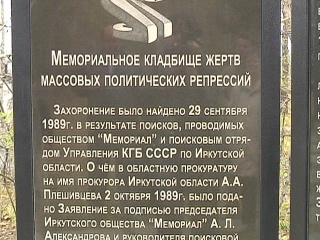 Мемориальное кладбище жертв
массовых политических репрессий
Захоронение было найдено 29 сентября
1989г. в результате поисков, проводимых
обществом "Мемориал" и поисковым отря-
дом Управления КГБ СССР по Иркутской
области. О чём в областную прокуратуру
на имя прокурора Иркутской области А.А.
Плешивцева 2 октября 1989г. было пода-
но Заявление за подписью председателя
Иркутского общества "Мемориал" А. Л.
Александрова и руководителя поисковой